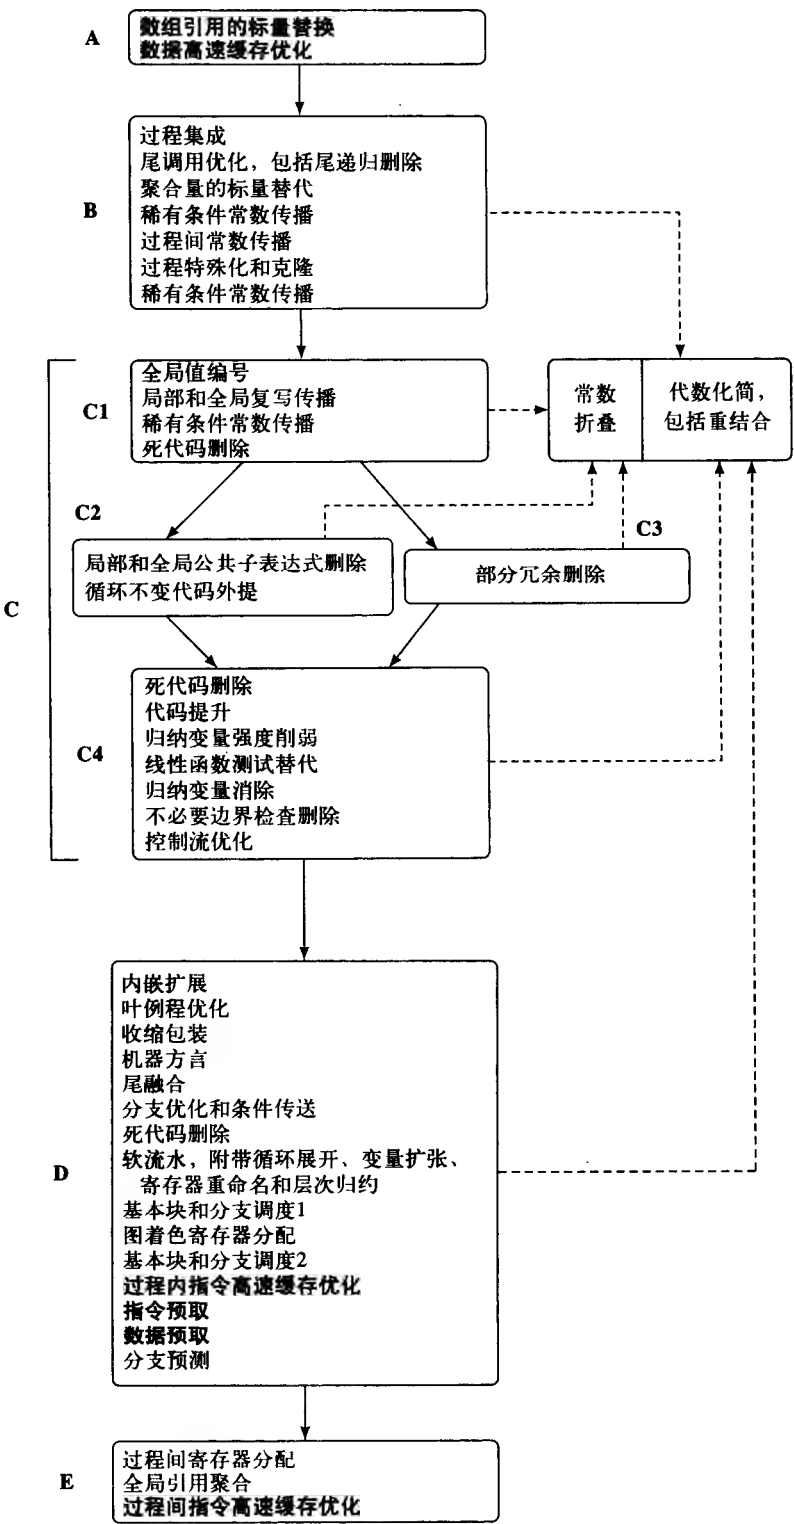 A
数组引用的标量替换
数据高速缓存优化
B
过程集成
尾调用优化，包括尾递归删除
聚合量的标量替代
稀有条件常数传播
过程间常数传播
过程特殊化和克隆
稀有条件常数传播
C
C1
全局值编号
局部和全局复写传播
稀有条件常数传播
死代码删除
常数
折叠
代数化简，
包括重结合
C2
局部和全局公共子表达式删除
循环不变代码外提
C3
部分冗余删除
C4
死代码删除
代码提升
归纳变量强度削弱
线性函数测试替代
归纳变量消除
不必要边界检查删除
控制流优化
D
内嵌扩展
叶例程优化
收缩包装
机器方言
尾融合
分支优化和条件传送
死代码删除
软流水，附带循环展开、变量扩张、
寄存器重命名和层次归约
基本块和分支调度1
图着色寄存器分配
基本块和分支调度2
过程内指令高速缓存优化
指令预取
数据预取
分支预测
E
过程间寄存器分配
全局引用聚合
过程间指令高速缓存优化